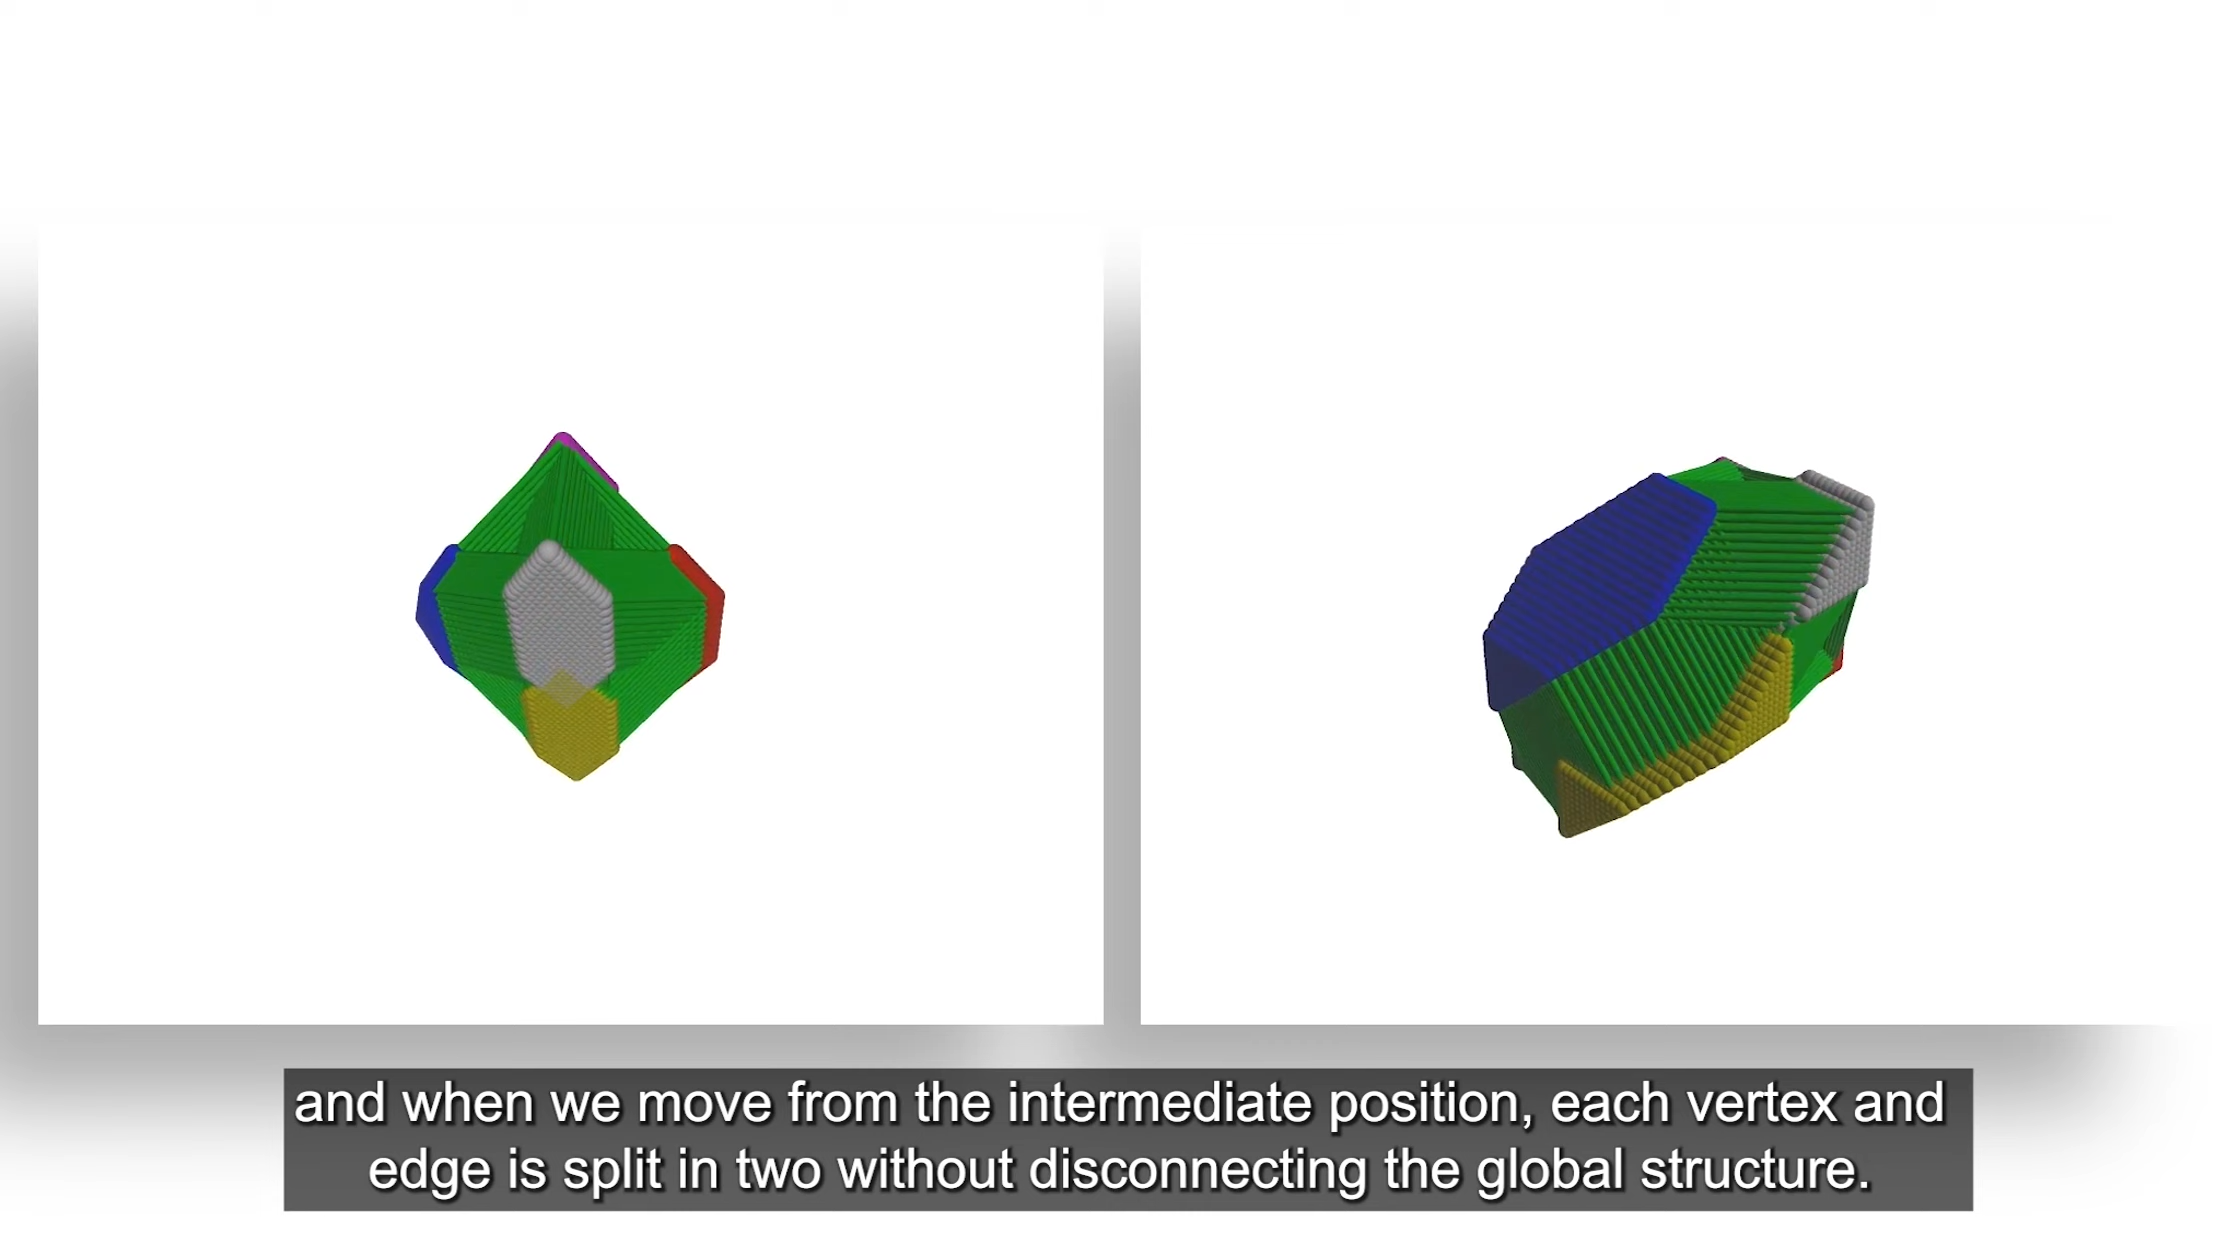 and when we move from the intermediate position, each vertex and
edge is split in two without disconnecting the global structure.